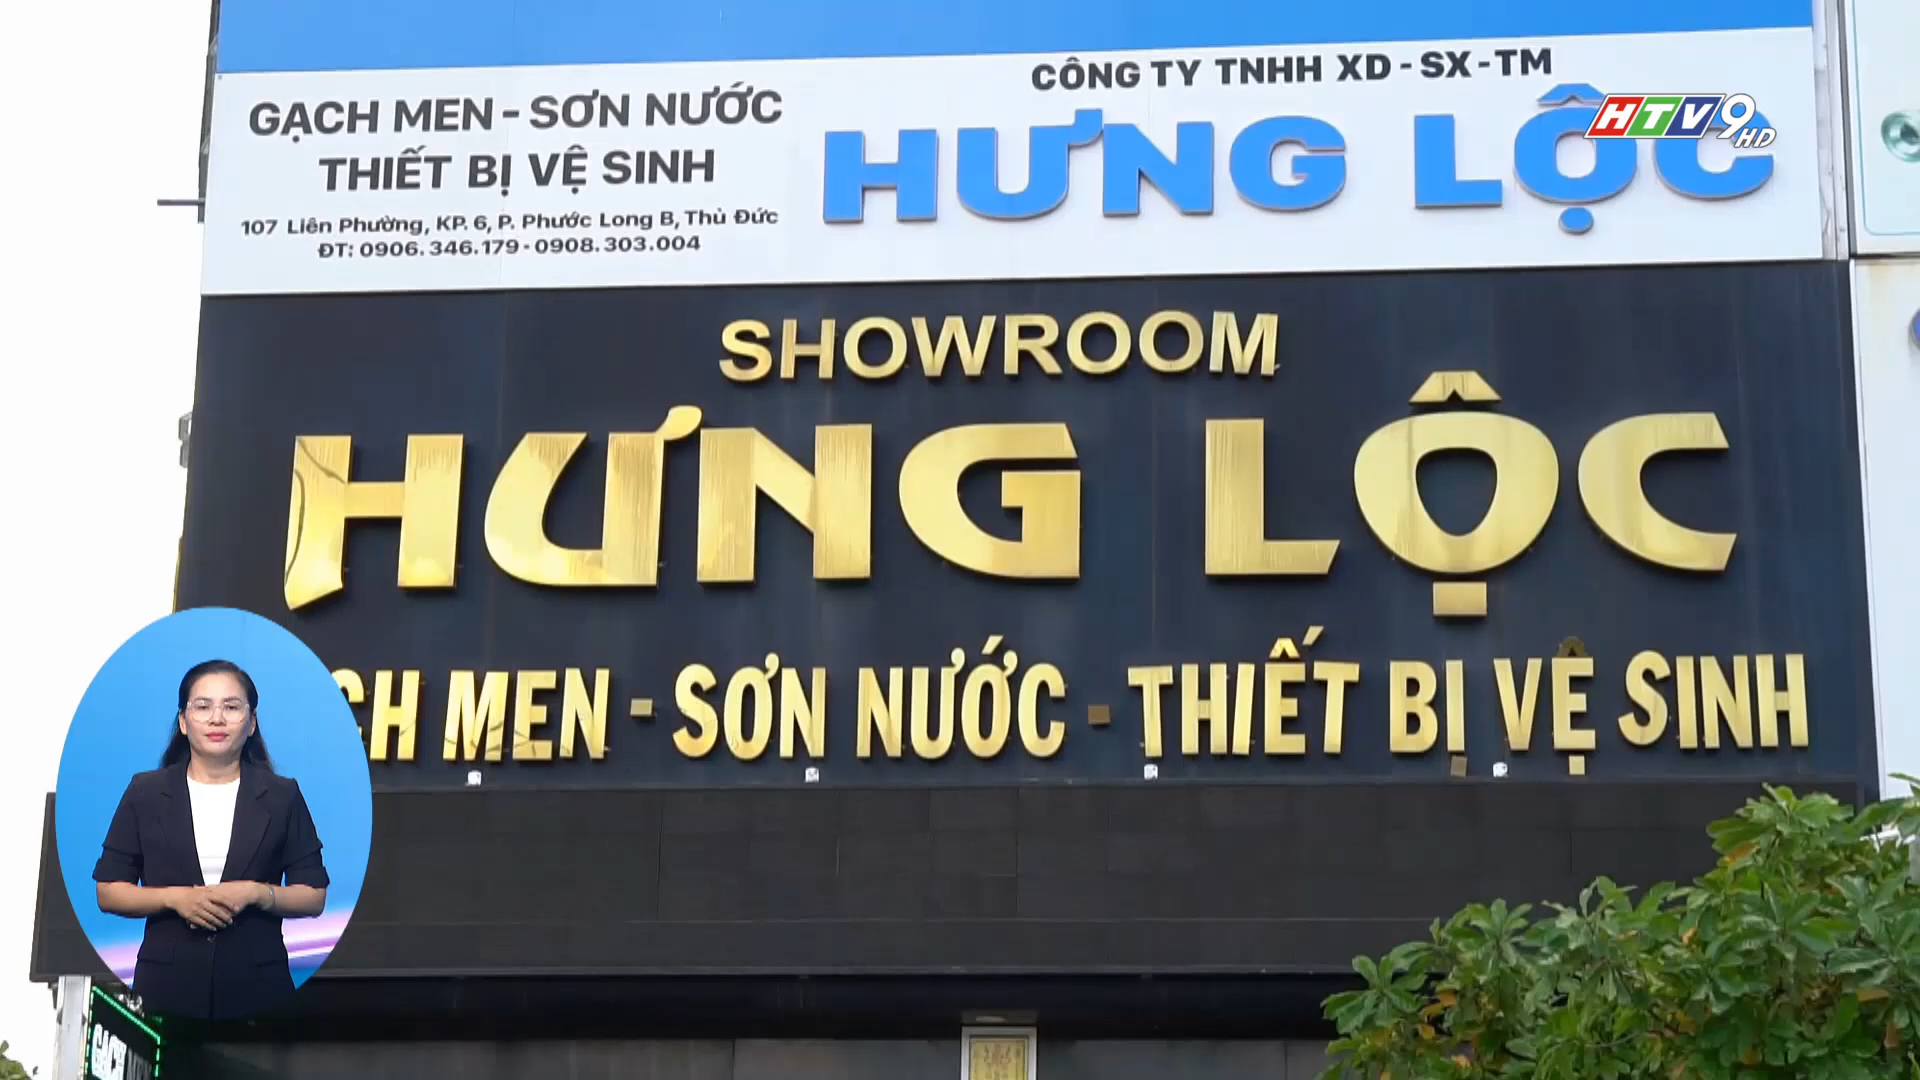 GẠCH MEN - SƠN NƯỚC
THIẾT BỊ VỆ SINH
107 Liên Phường, KP. 6, P. Phước Long B, Thủ Đức
ĐT: 0906.346.179 - 0908.303.004
CÔNG TY TNHH XD - SX - TM
HƯNG LỘC
HTV9 HD
SHOWROOM
HƯNG LỘC
CH MEN - SƠN NƯỚC - THIẾT BỊ VỆ SINH
GẠCH